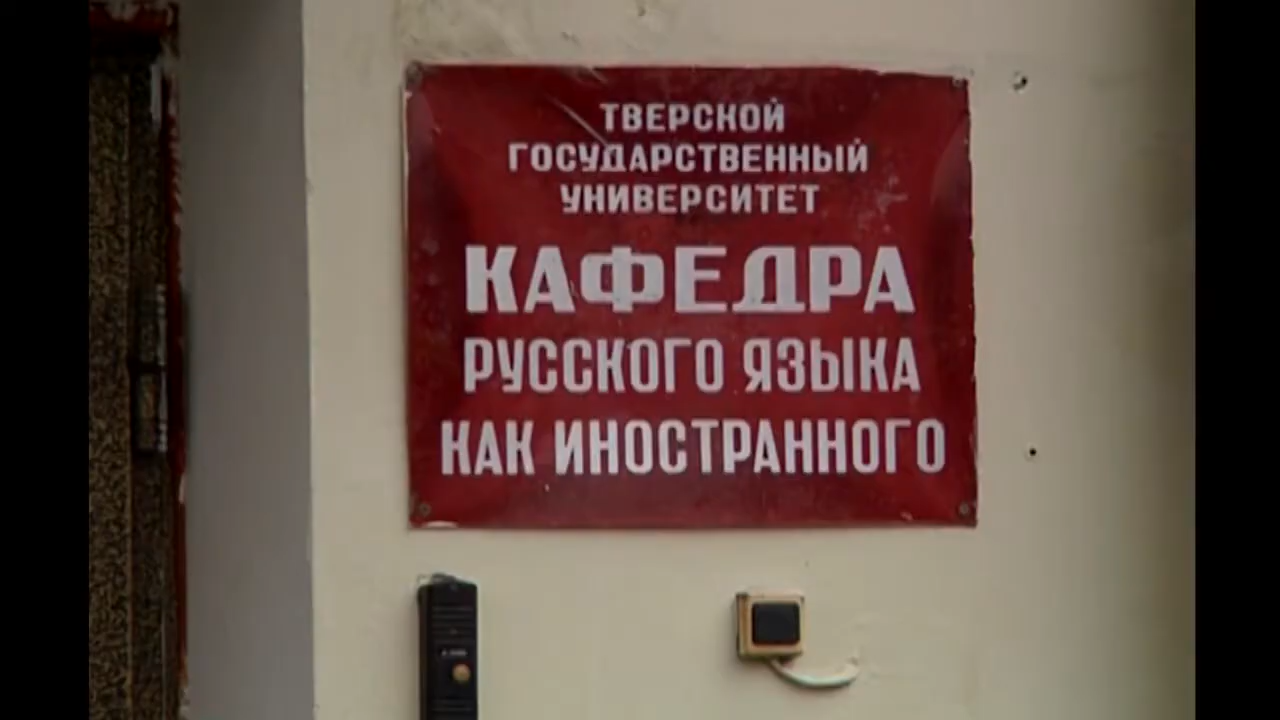 ТВЕРСКОЙ
ГОСУДАРСТВЕННЫЙ
УНИВЕРСИТЕТ
КАФЕДРА
РУССКОГО ЯЗЫКА
КАК ИНОСТРАННОГО